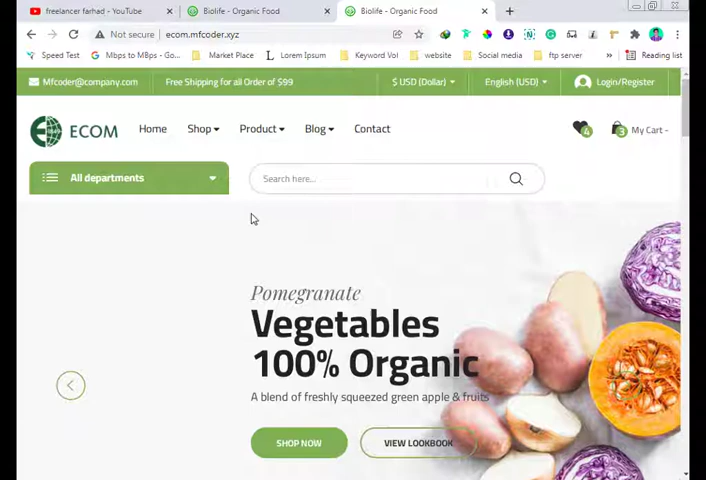 freelancer farhad - YouTube
Biolife - Organic Food
Biolife - Organic Food
Not secure
ecom.mfcoder.xyz
Speed Test
Mbps to MBps - Go...
Market Place
Lorem Ipsum
Keyword Vol
website
Social media
ftp server
Reading list
Mfcoder@company.com
Free Shipping for all Order of $99
$ USD (Dollar)
English (USD)
Login/Register
ECOM
Home
Shop
Product
Blog
Contact
4
3
My Cart -
All departments
Search here...
Pomegranate
Vegetables
100% Organic
A blend of freshly squeezed green apple & fruits
SHOP NOW
VIEW LOOKBOOK